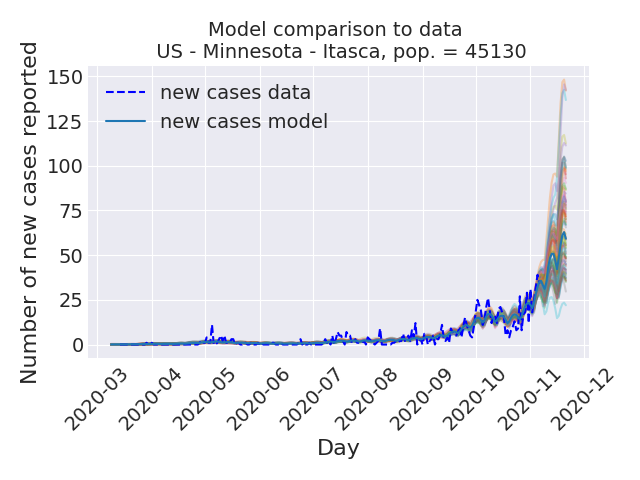 Model comparison to data
US - Minnesota - Itasca, pop. = 45130
Number of new cases reported
150
125
100
75
50
25
0
new cases data
new cases model
2020-03
2020-04
2020-05
2020-06
2020-07
2020-08
2020-09
2020-10
2020-11
2020-12
Day